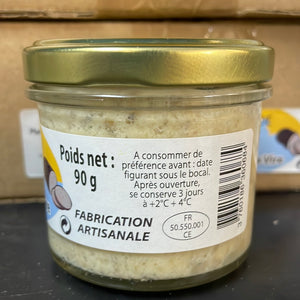 Poids net :
90 g
A consommer de
préférence avant : date
figurant sous le bocal.
Après ouverture,
se conserve 3 jours
à +2°C + 4°C
FABRICATION
ARTISANALE
FR
50.550.001
CE